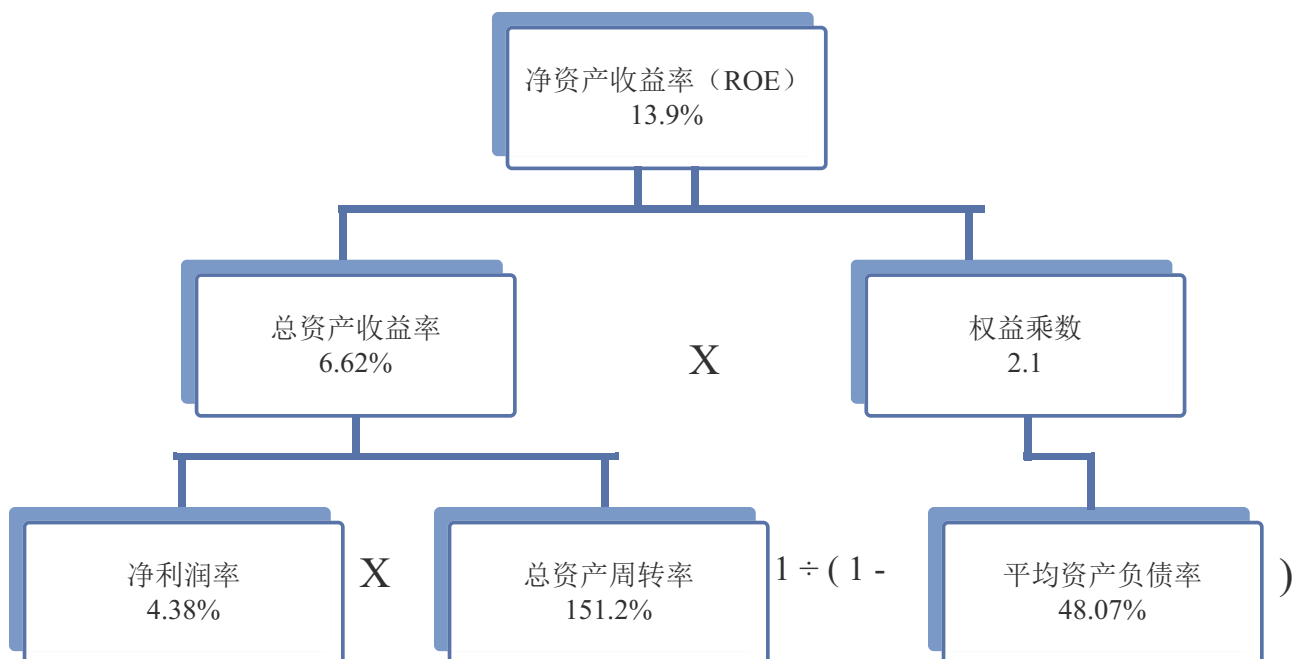 净资产收益率（ROE）
13.9%
总资产收益率
6.62%
X
权益乘数
2.1
净利润率
4.38%
X
总资产周转率
151.2%
1 ÷ ( 1 -
平均资产负债率
48.07%
)